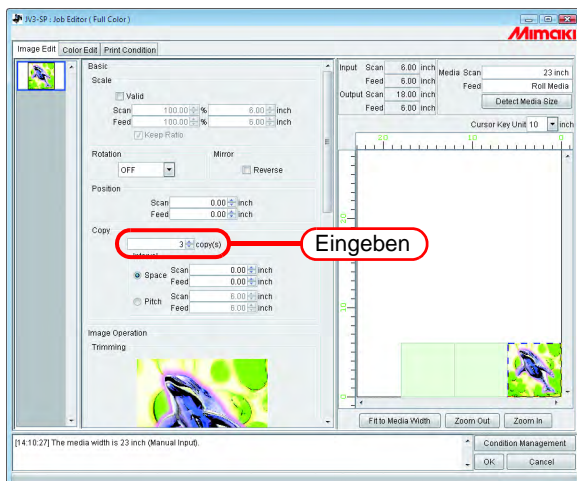 JV3-SP : Job Editor ( Full Color )
Mimaki
Image Edit Color Edit Print Condition
Basic
Scale
Valid
Scan 100.00 % 6.00 inch
Feed 100.00 % 6.00 inch
Keep Ratio
Rotation Mirror
OFF Reverse
Position
Scan 0.00 inch
Feed 0.00 inch
Copy
3 copy(s)
Interval
Space Scan 0.00 inch
Feed 0.00 inch
Pitch Scan 6.00 inch
Feed 6.00 inch
Image Operation
Trimming
Eingeben
Input Scan 6.00 inch
Feed 6.00 inch
Output Scan 18.00 inch
Feed 6.00 inch
Media Scan 23 inch
Feed Roll Media
Detect Media Size
Cursor Key Unit 10 inch
20 10 0
20
30
0
Fit to Media Width Zoom Out Zoom In
[14:10:27] The media width is 23 inch (Manual Input).
Condition Management
OK Cancel